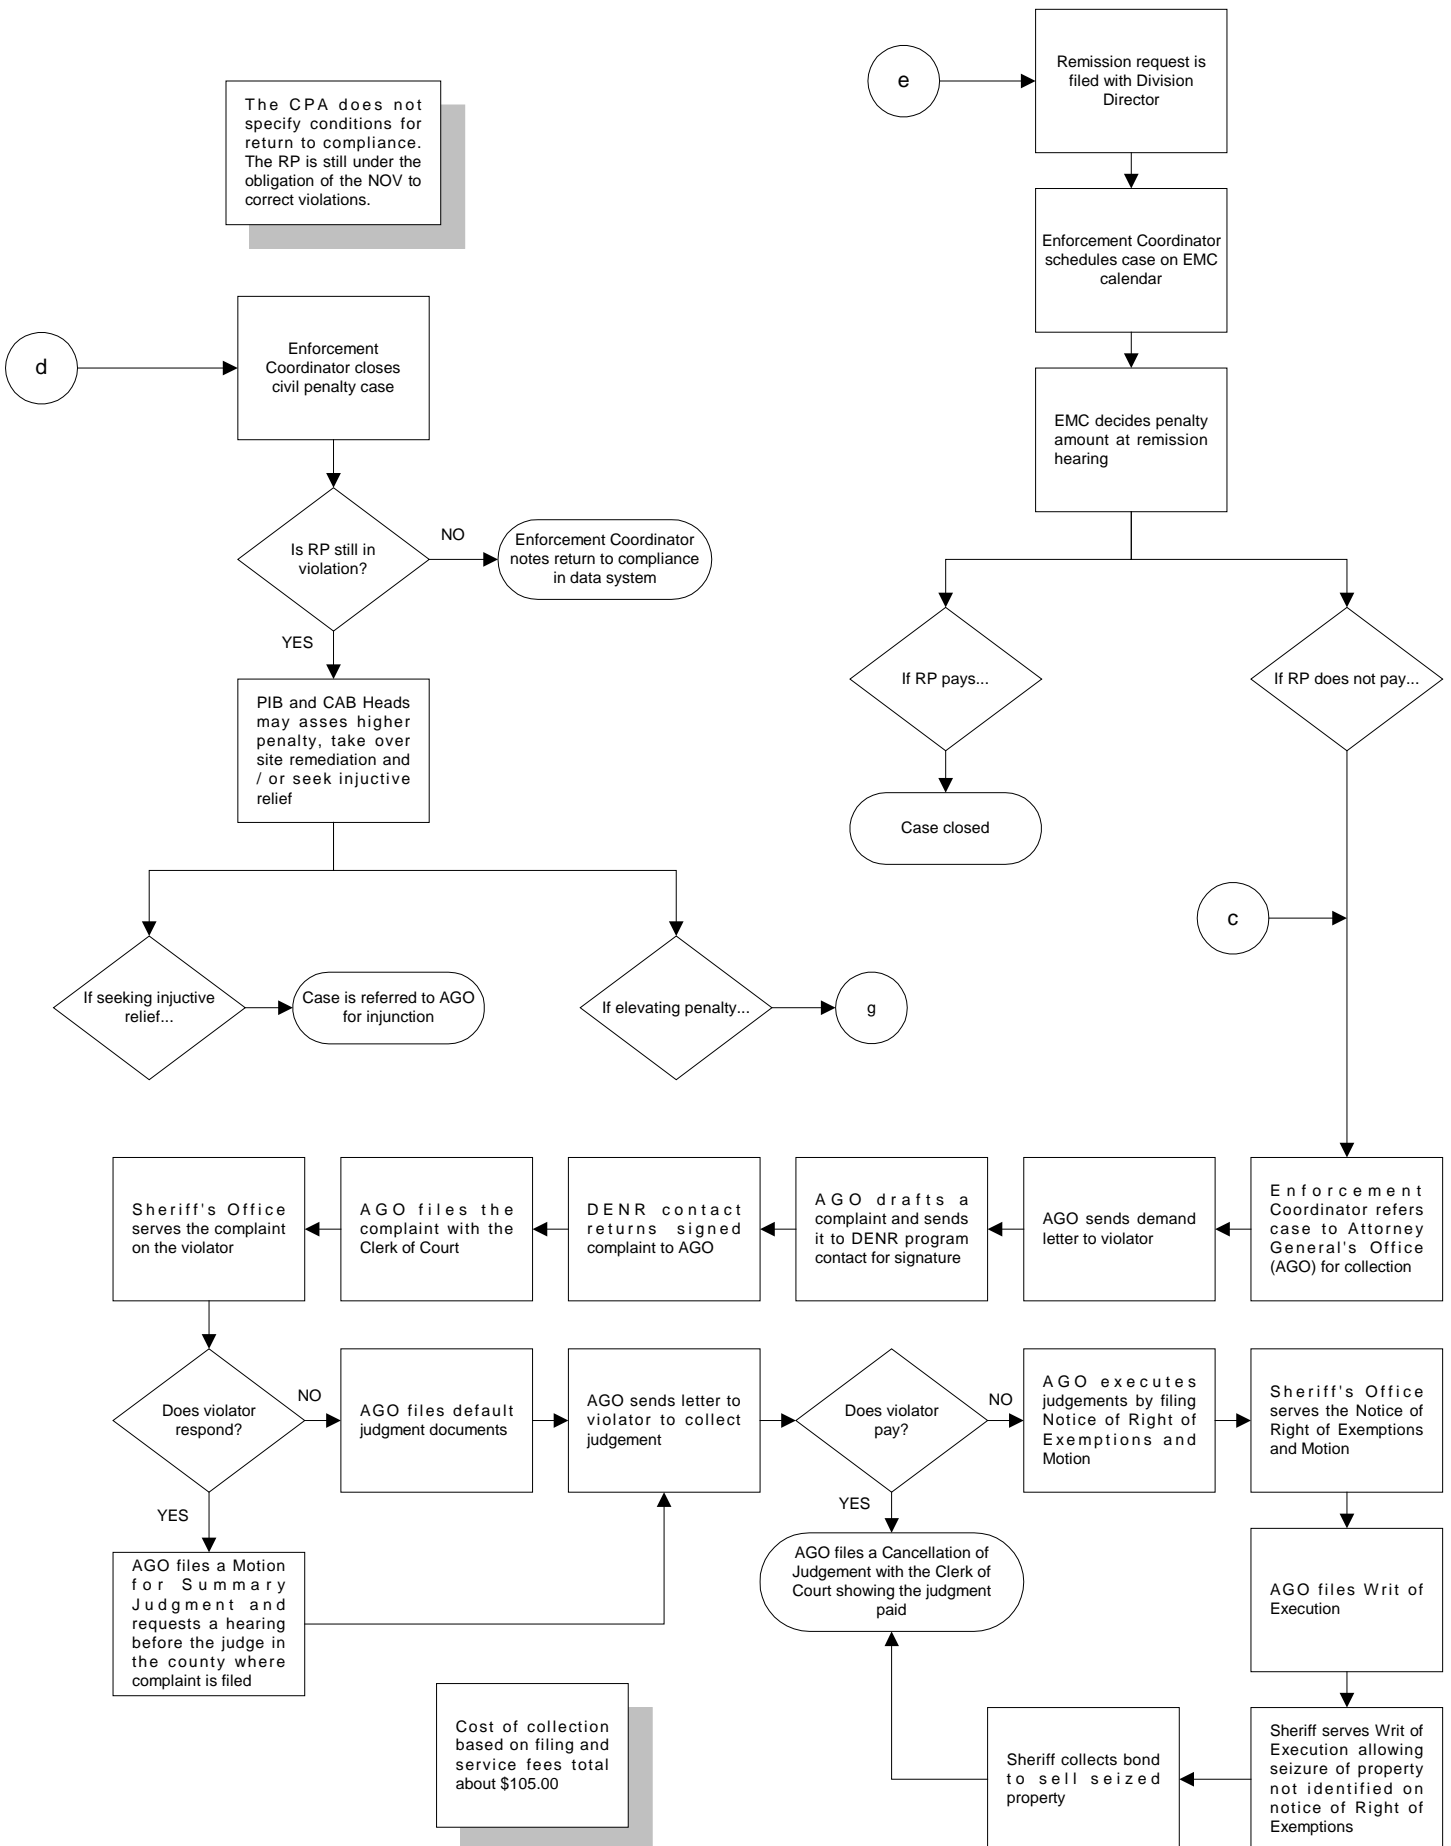 The CPA does not
specify conditions for
return to compliance.
The RP is still under the
obligation of the NOV to
correct violations.
d
Enforcement
Coordinator closes
civil penalty case
Is RP still in
violation?
NO
Enforcement Coordinator
notes return to compliance
in data system
YES
PIB and CAB Heads
may asses higher
penalty, take over
site remediation and
/ or seek injuctive
relief
If seeking injuctive
relief...
Case is referred to AGO
for injunction
If elevating penalty...
g
e
Remission request is
filed with Division
Director
Enforcement Coordinator
schedules case on EMC
calendar
EMC decides penalty
amount at remission
hearing
If RP pays...
If RP does not pay...
Case closed
c
Enforcement
Coordinator refers
case to Attorney
General's Office
(AGO) for collection
AGO sends demand
letter to violator
AGO drafts a
complaint and sends
it to DENR program
contact for signature
DENR contact
returns signed
complaint to AGO
AGO files the
complaint with the
Clerk of Court
Sheriff's Office
serves the complaint
on the violator
Does violator
respond?
NO
AGO files default
judgment documents
AGO sends letter to
violator to collect
judgement
YES
AGO files a Motion
for Summary
Judgment and
requests a hearing
before the judge in
the county where
complaint is filed
Does violator
pay?
NO
AGO executes
judgements by filing
Notice of Right of
Exemptions and
Motion
Sheriff's Office
serves the Notice of
Right of Exemptions
and Motion
YES
AGO files a Cancellation of
Judgement with the Clerk of
Court showing the judgment
paid
AGO files Writ of
Execution
Sheriff serves Writ of
Execution allowing
seizure of property
not identified on
notice of Right of
Exemptions
Sheriff collects bond
to sell seized
property
Cost of collection
based on filing and
service fees total
about $105.00